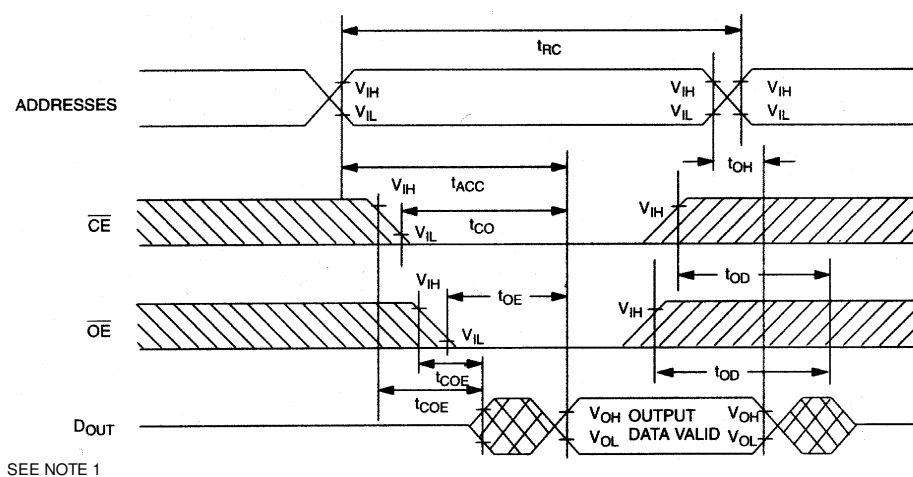 tRC
ADDRESSES
VIH
VIL
VIH
VIL
VIH
VIL
tOH
tACC
CE
VIH
VIL
tCO
VIH
tOD
OE
VIH
VIL
tOE
VIH
tCOE
tCOE
tOD
DOUT
VOH OUTPUT VOH
VOL DATA VALID VOL
SEE NOTE 1